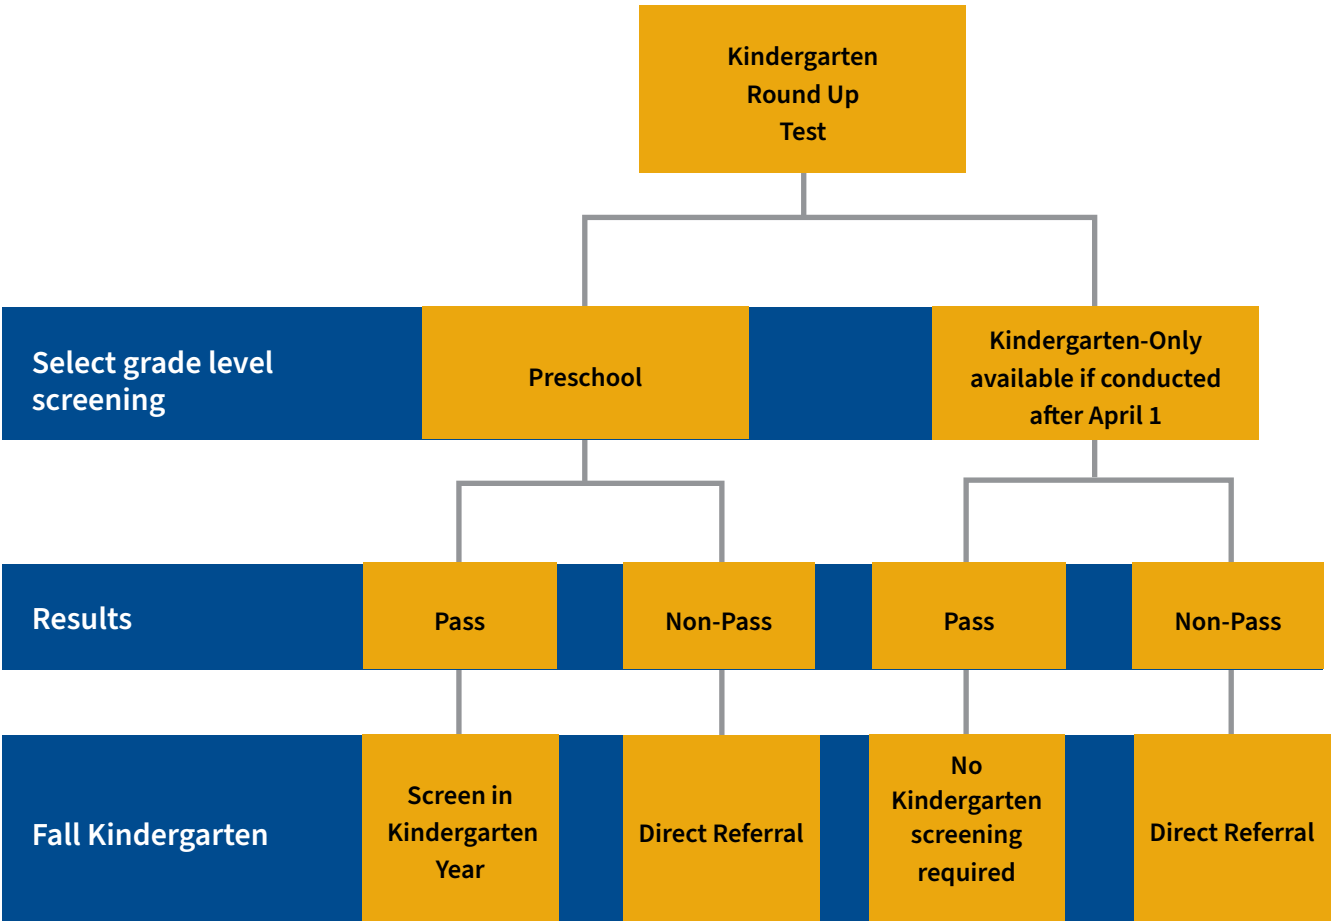 Kindergarten
Round Up
Test
Select grade level
screening
Preschool
Kindergarten-Only
available if conducted
after April 1
Results
Pass
Non-Pass
Pass
Non-Pass
Fall Kindergarten
Screen in
Kindergarten
Year
Direct Referral
No
Kindergarten
screening
required
Direct Referral